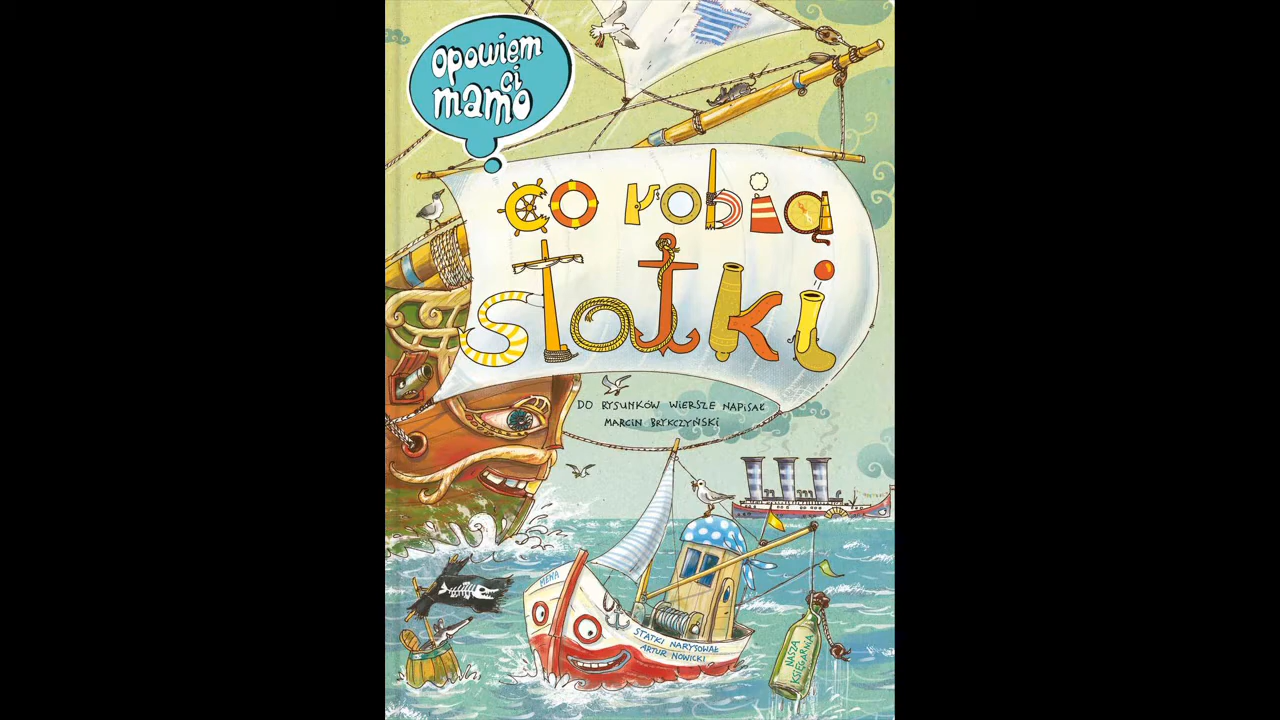 opowiem
ci
mamo
co robią
statki
DO RYSUNKÓW WIERSZE NAPISAŁ
MARCIN BRYKCZYŃSKI
MEWA
STATKI NARYSOWAŁ
ARTUR NOWICKI
NASZA
KSIĘGARNIA